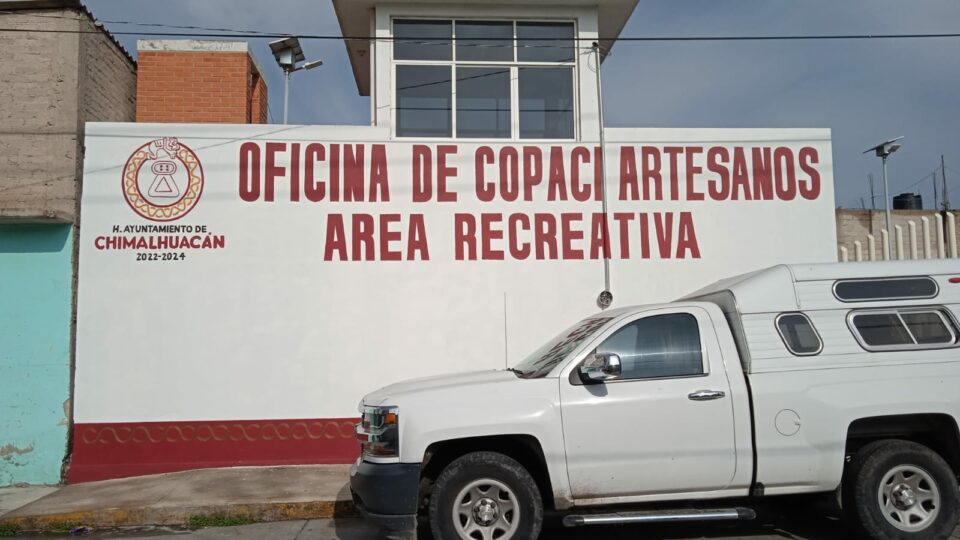 OFICINA DE COPACI ARTESANOS
AREA RECREATIVA
H. AYUNTAMIENTO DE
CHIMALHUACÁN
2022-2024